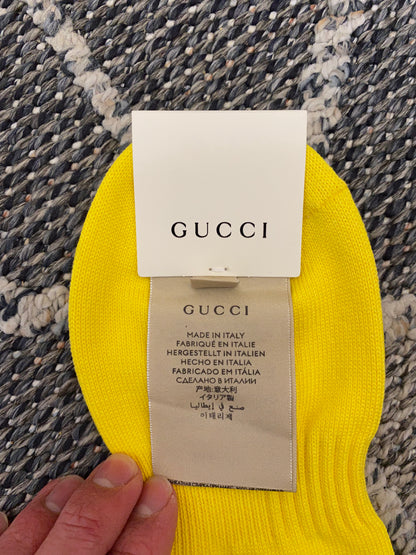 GUCCI
GUCCI
MADE IN ITALY
FABRIQUÉ EN ITALIE
HERGESTELLT IN ITALIEN
HECHO EN ITALIA
FABRICADO EM ITÁLIA
СДЕЛАНО В ИТАЛИИ
产地:意大利
イタリア製
صنع في إيطاليا
이태리제